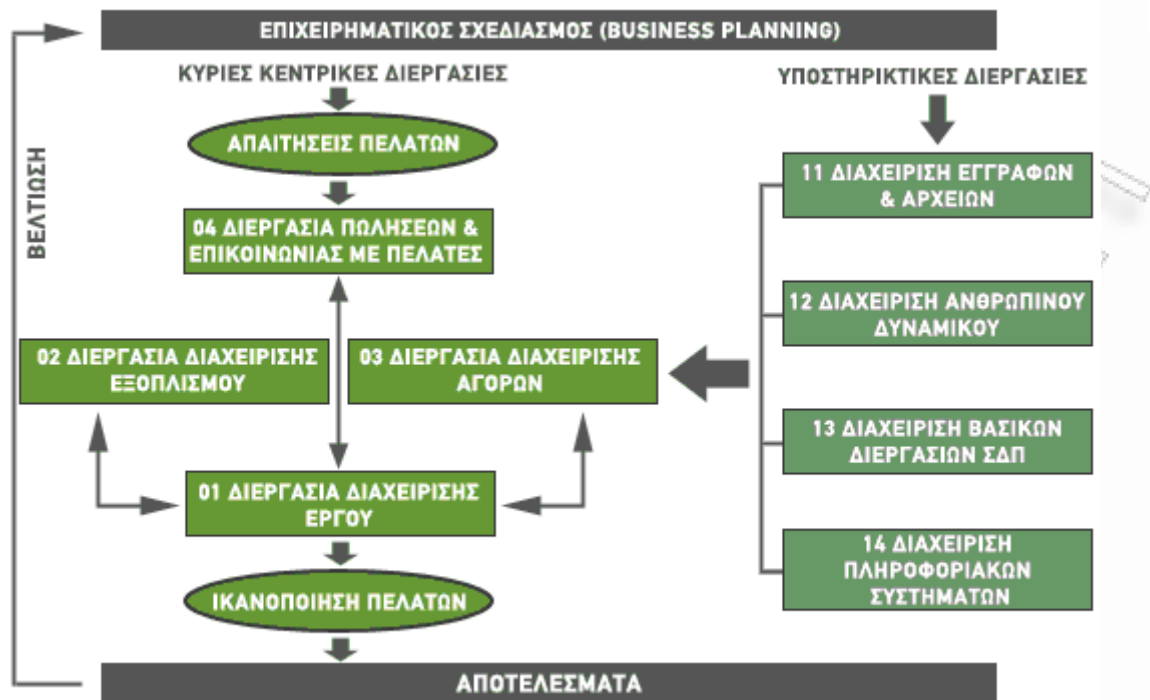 ΕΠΙΧΕΙΡΗΜΑΤΙΚΟΣ ΣΧΕΔΙΑΣΜΟΣ (BUSINESS PLANNING)
ΚΥΡΙΕΣ ΚΕΝΤΡΙΚΕΣ ΔΙΕΡΓΑΣΙΕΣ
ΑΠΑΙΤΗΣΕΙΣ ΠΕΛΑΤΩΝ
04 ΔΙΕΡΓΑΣΙΑ ΠΩΛΗΣΕΩΝ &
ΕΠΙΚΟΙΝΩΝΙΑΣ ΜΕ ΠΕΛΑΤΕΣ
02 ΔΙΕΡΓΑΣΙΑ ΔΙΑΧΕΙΡΙΣΗΣ
ΕΞΟΠΛΙΣΜΟΥ
03 ΔΙΕΡΓΑΣΙΑ ΔΙΑΧΕΙΡΙΣΗΣ
ΑΓΟΡΩΝ
01 ΔΙΕΡΓΑΣΙΑ ΔΙΑΧΕΙΡΙΣΗΣ
ΕΡΓΟΥ
ΙΚΑΝΟΠΟΙΗΣΗ ΠΕΛΑΤΩΝ
ΥΠΟΣΤΗΡΙΚΤΙΚΕΣ ΔΙΕΡΓΑΣΙΕΣ
11 ΔΙΑΧΕΙΡΙΣΗ ΕΓΓΡΑΦΩΝ
& ΑΡΧΕΙΩΝ
12 ΔΙΑΧΕΙΡΙΣΗ ΑΝΘΡΩΠΙΝΟΥ
ΔΥΝΑΜΙΚΟΥ
13 ΔΙΑΧΕΙΡΙΣΗ ΒΑΣΙΚΩΝ
ΔΙΕΡΓΑΣΙΩΝ ΣΔΠ
14 ΔΙΑΧΕΙΡΙΣΗ
ΠΛΗΡΟΦΟΡΙΑΚΩΝ
ΣΥΣΤΗΜΑΤΩΝ
ΑΠΟΤΕΛΕΣΜΑΤΑ
ΒΕΛΤΙΩΣΗ